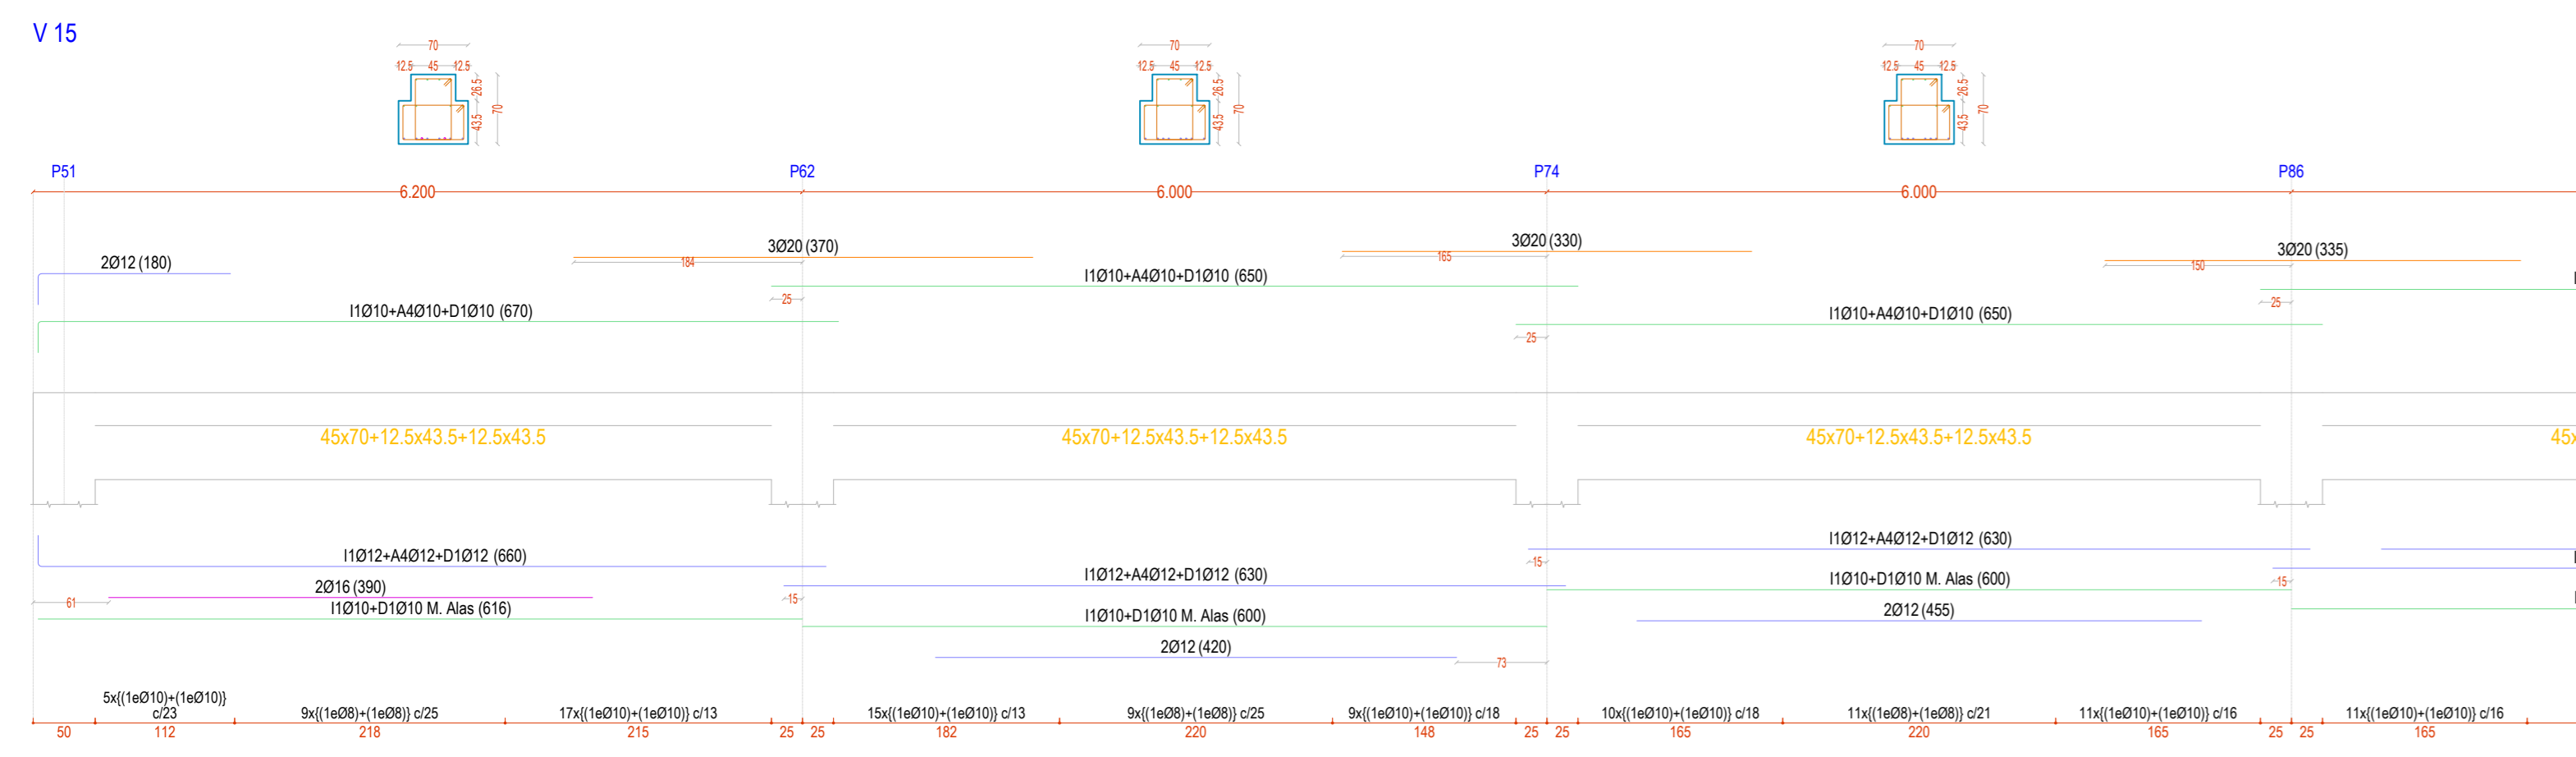 V 15
70 70 70
12.5 45 12.5 12.5 45 12.5 12.5 45 12.5
26.5 26.5 26.5
70 70 70
43.5 43.5 43.5
P51 P62 P74 P86
6.200 6.000 6.000
3Ø20 (370) 3Ø20 (330) 3Ø20 (335)
2Ø12 (180) 184 165 150
I1Ø10+A4Ø10+D1Ø10 (650)
25 25
I1Ø10+A4Ø10+D1Ø10 (670) I1Ø10+A4Ø10+D1Ø10 (650)
25
45x70+12.5x43.5+12.5x43.5 45x70+12.5x43.5+12.5x43.5 45x70+12.5x43.5+12.5x43.5 45x
I1Ø12+A4Ø12+D1Ø12 (630)
I1Ø12+A4Ø12+D1Ø12 (660) 15
I1Ø12+A4Ø12+D1Ø12 (630) I1Ø10+D1Ø10 M. Alas (600) 15
2Ø16 (390)
61 15
I1Ø10+D1Ø10 M. Alas (616) I1Ø10+D1Ø10 M. Alas (600) 2Ø12 (455)
2Ø12 (420)
73
5x{(1eØ10)+(1eØ10)}
c/23 9x{(1eØ8)+(1eØ8)} c/25 17x{(1eØ10)+(1eØ10)} c/13 15x{(1eØ10)+(1eØ10)} c/13 9x{(1eØ8)+(1eØ8)} c/25 9x{(1eØ10)+(1eØ10)} c/18 10x{(1eØ10)+(1eØ10)} c/18 11x{(1eØ8)+(1eØ8)} c/21 11x{(1eØ10)+(1eØ10)} c/16 11x{(1eØ10)+(1eØ10)} c/16
50 112 218 215 25 25 182 220 148 25 25 165 220 165 25 25 165